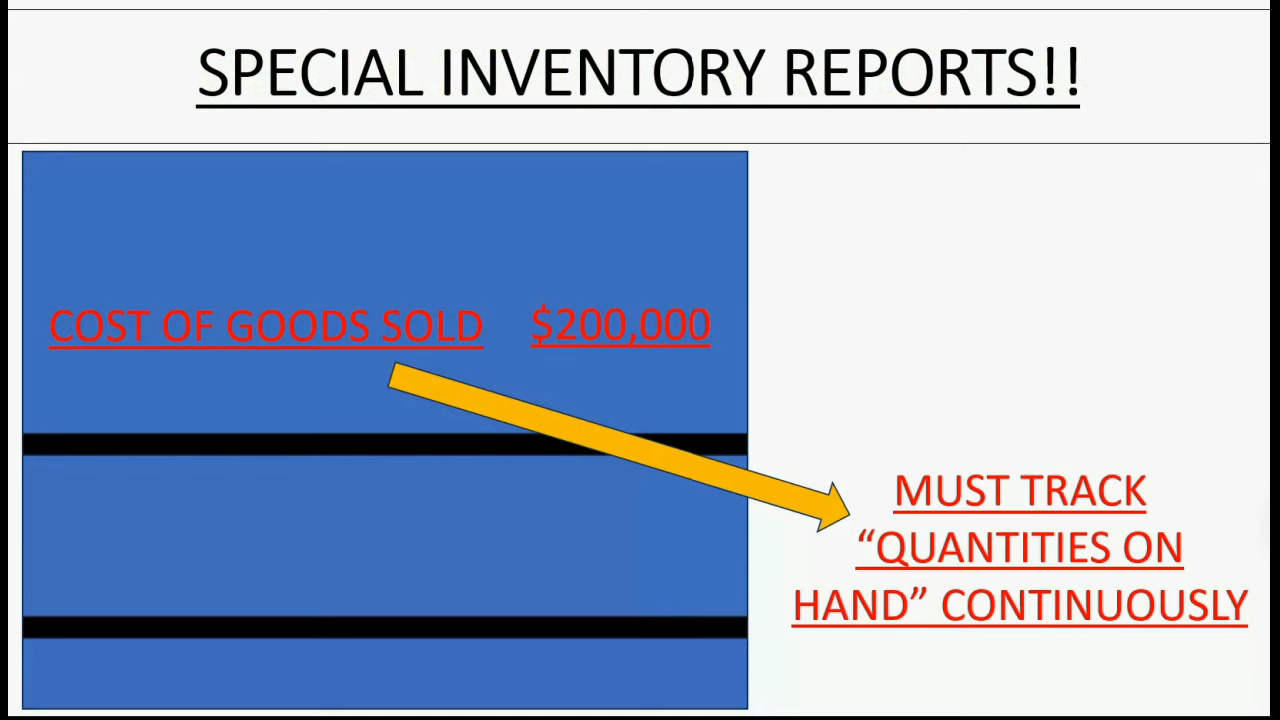 SPECIAL INVENTORY REPORTS!!
COST OF GOODS SOLD $200,000
MUST TRACK
“QUANTITIES ON
HAND” CONTINUOUSLY